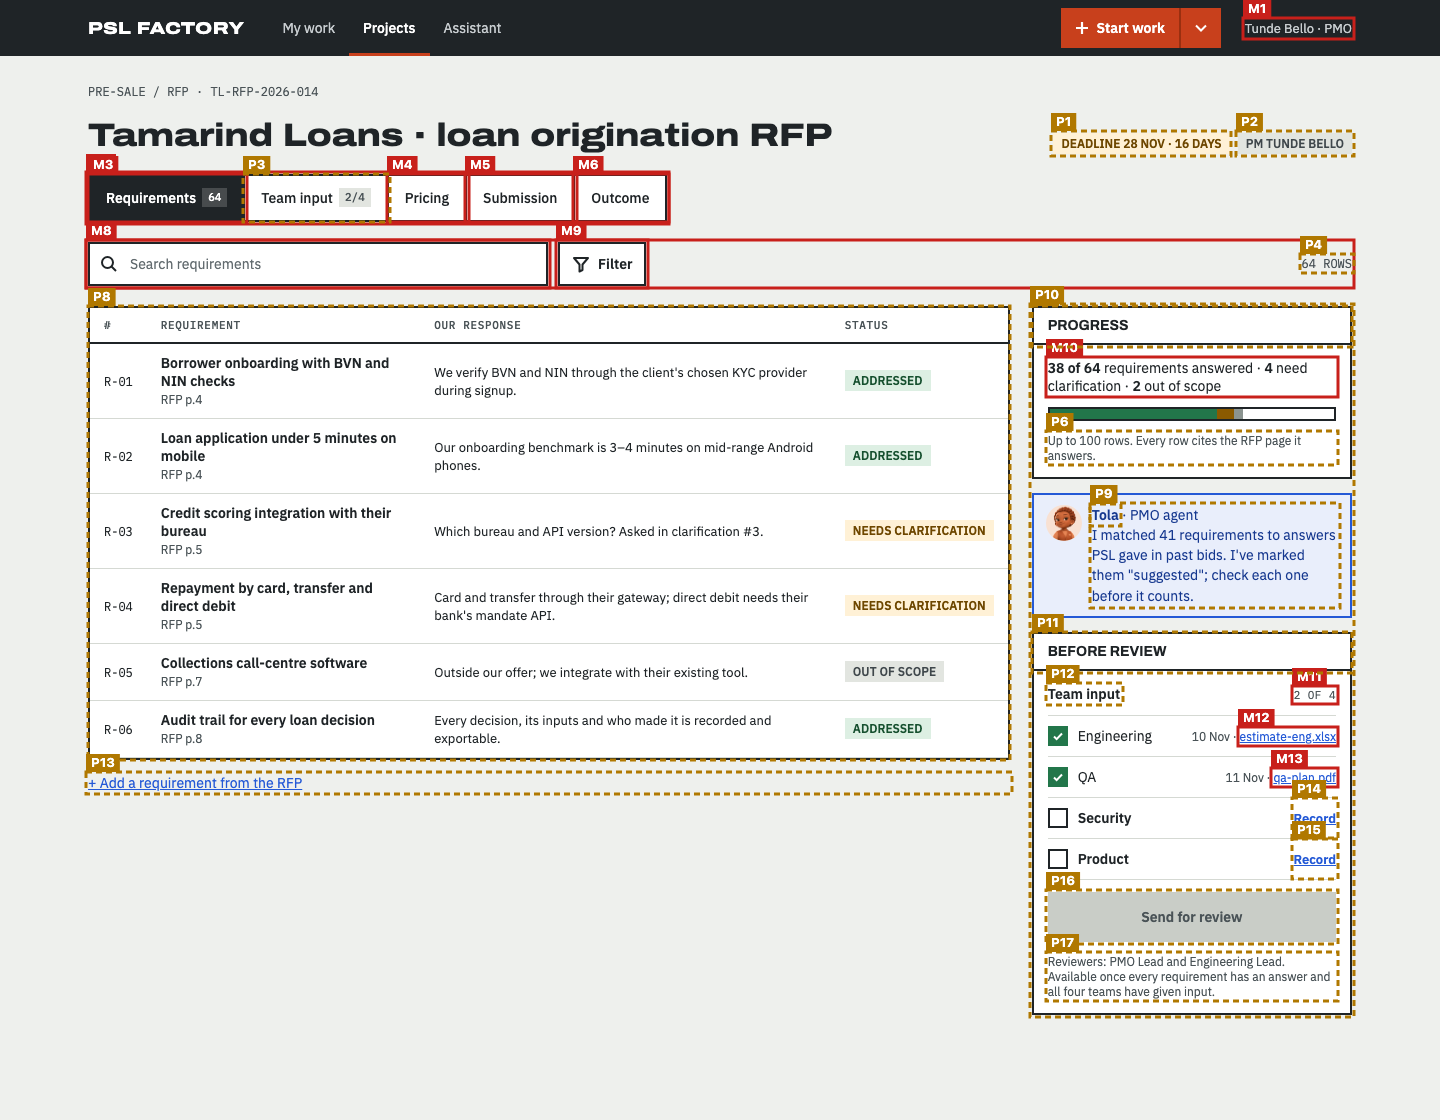 M1
PSL FACTORY My work Projects Assistant + Start work Tunde Bello · PMO
PRE-SALE / RFP · TL-RFP-2026-014
Tamarind Loans · loan origination RFP
P1 P2
DEADLINE 28 NOV · 16 DAYS PM TUNDE BELLO
M3 P3 M4 M5 M6
Requirements 64 Team input 2/4 Pricing Submission Outcome
M8 M9 P4
Search requirements Filter 64 ROWS
P8
# REQUIREMENT OUR RESPONSE STATUS
R-01
Borrower onboarding with BVN and
NIN checks
RFP p.4
We verify BVN and NIN through the client's chosen KYC provider
during signup.
ADDRESSED
R-02
Loan application under 5 minutes on
mobile
RFP p.4
Our onboarding benchmark is 3–4 minutes on mid-range Android
phones.
ADDRESSED
R-03
Credit scoring integration with their
bureau
RFP p.5
Which bureau and API version? Asked in clarification #3.
NEEDS CLARIFICATION
R-04
Repayment by card, transfer and
direct debit
RFP p.5
Card and transfer through their gateway; direct debit needs their
bank's mandate API.
NEEDS CLARIFICATION
R-05
Collections call-centre software
RFP p.7
Outside our offer; we integrate with their existing tool.
OUT OF SCOPE
R-06
Audit trail for every loan decision
RFP p.8
Every decision, its inputs and who made it is recorded and
exportable.
ADDRESSED
P13
+ Add a requirement from the RFP
P10
PROGRESS
M10
38 of 64 requirements answered · 4 need
clarification · 2 out of scope
P6
Up to 100 rows. Every row cites the RFP page it
answers.
P9
Tola · PMO agent
I matched 41 requirements to answers
PSL gave in past bids. I've marked
them "suggested"; check each one
before it counts.
P11
BEFORE REVIEW
P12 M11
Team input 2 OF 4
M12
Engineering 10 Nov · estimate-eng.xlsx
M13
QA 11 Nov · qa-plan.pdf
P14
Security Record
P15
Product Record
P16
Send for review
P17
Reviewers: PMO Lead and Engineering Lead.
Available once every requirement has an answer and
all four teams have given input.